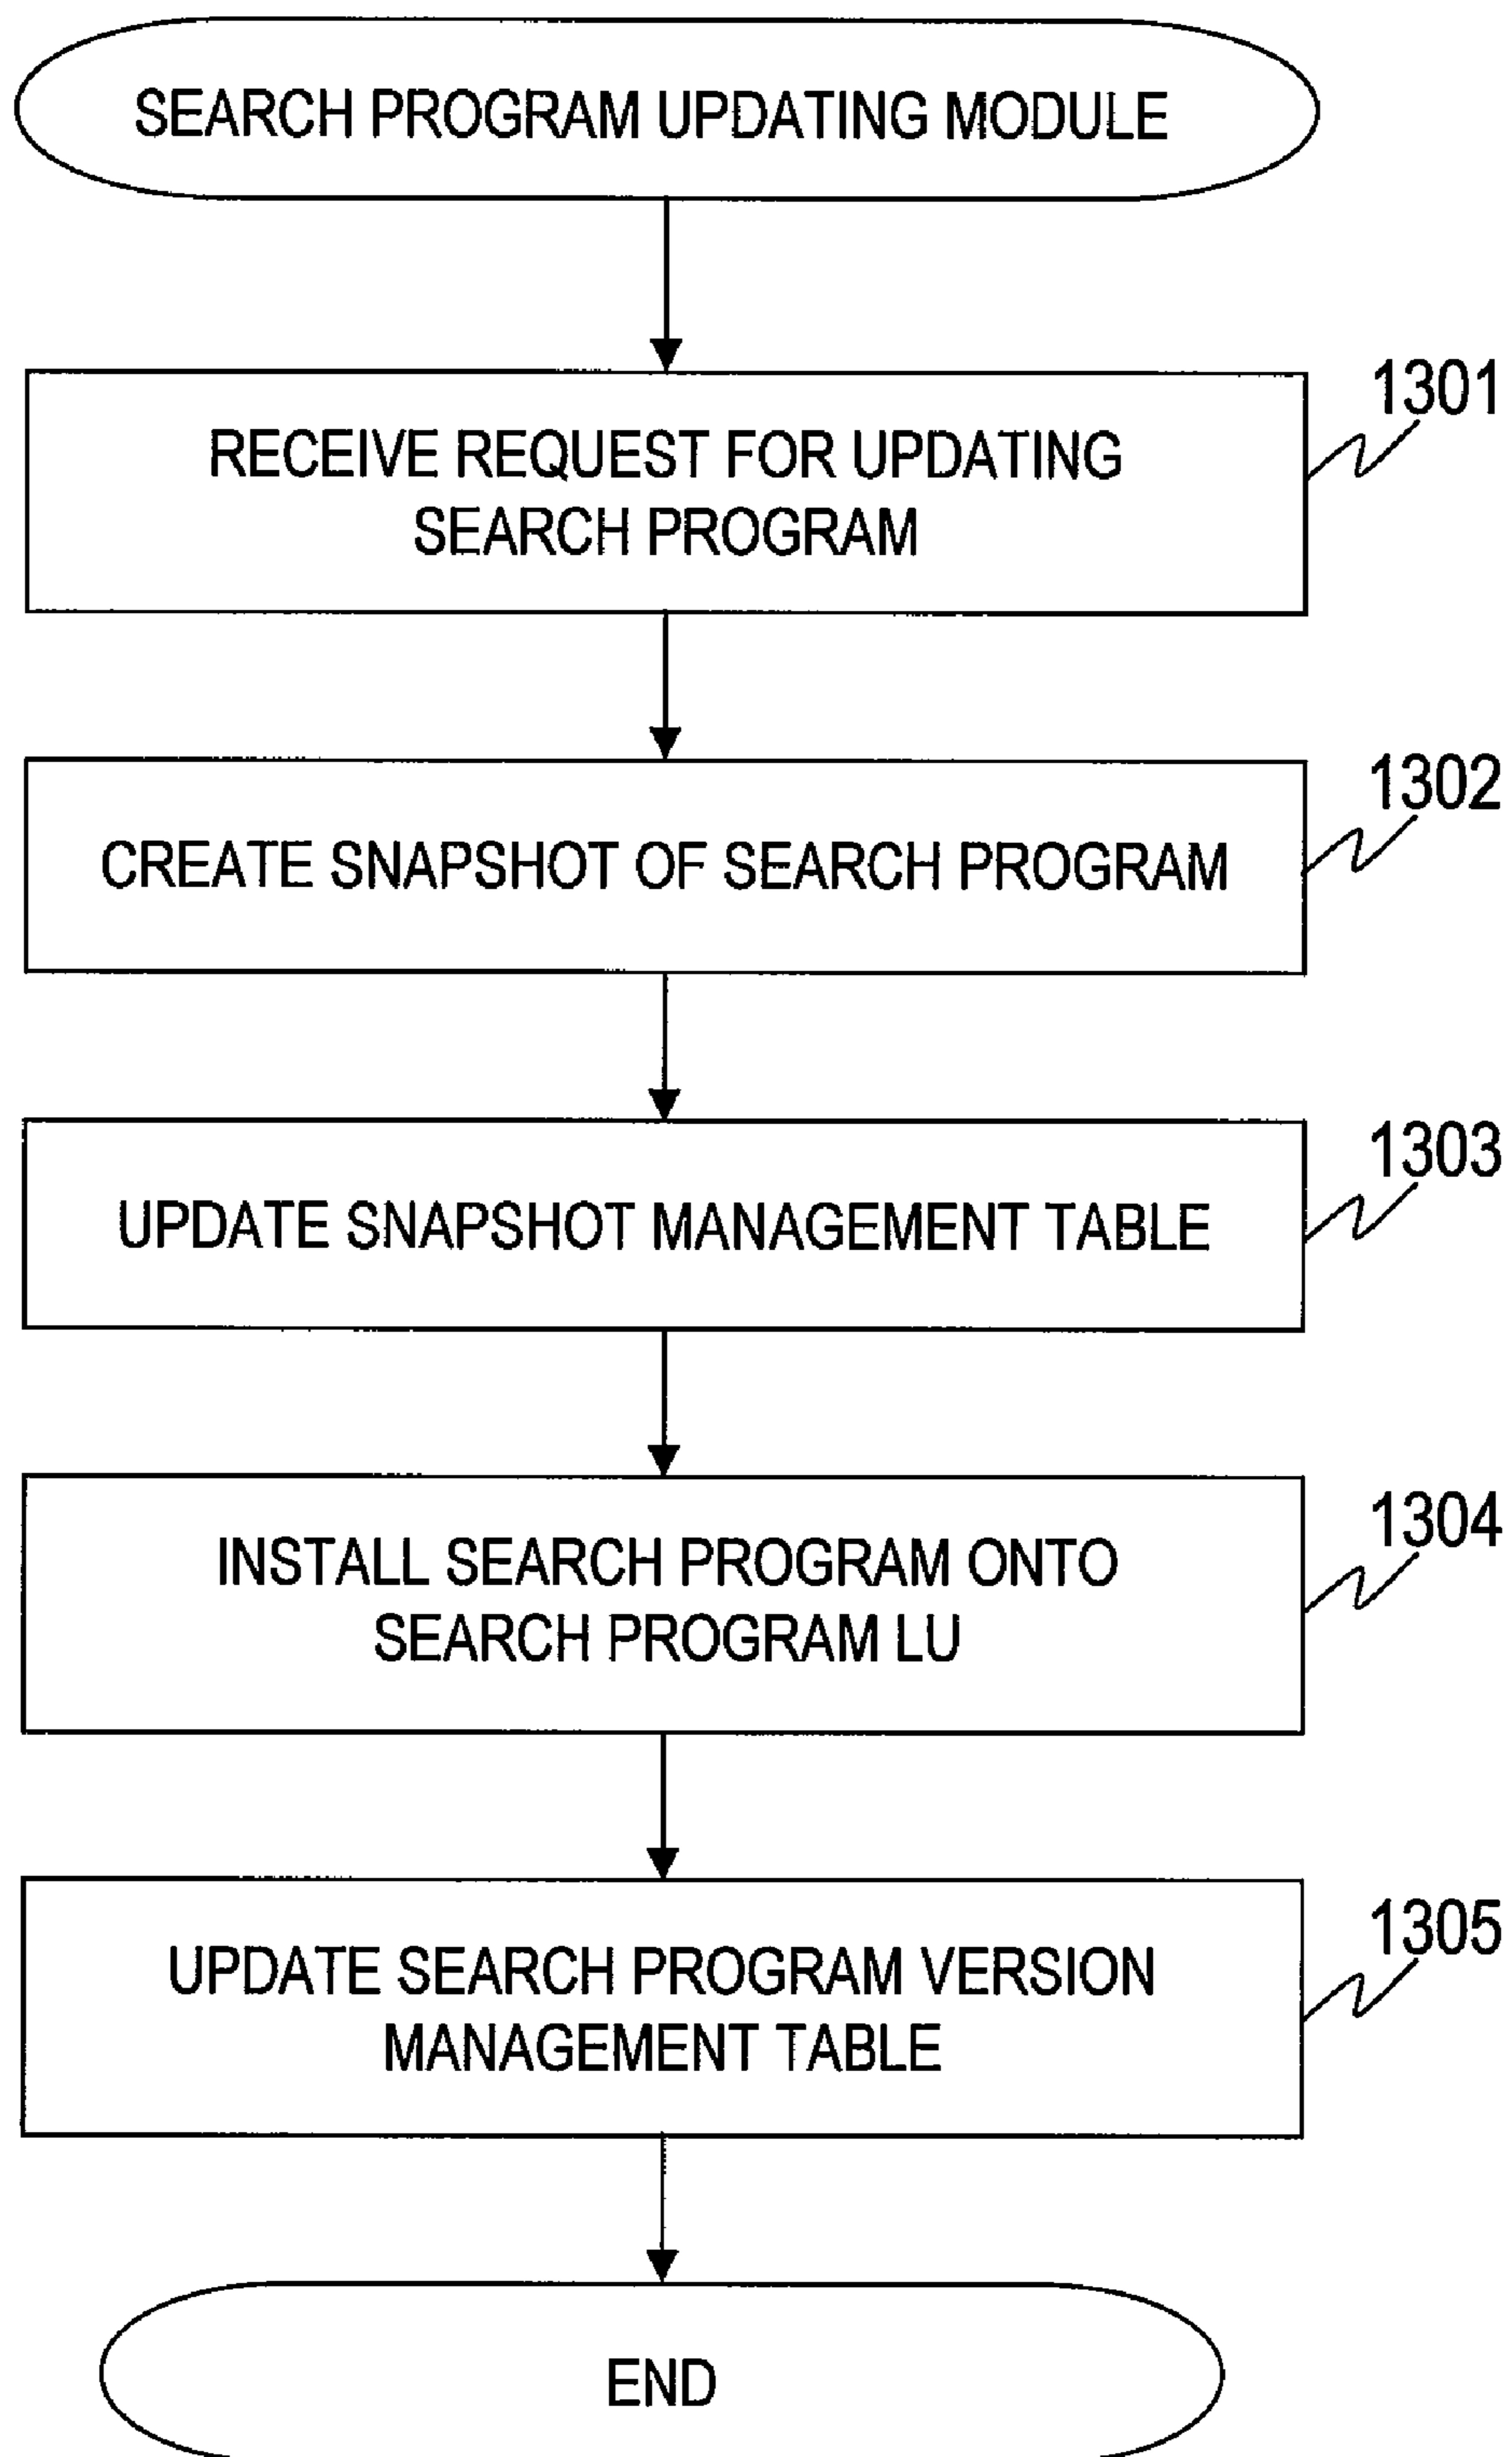 SEARCH PROGRAM UPDATING MODULE
1301
RECEIVE REQUEST FOR UPDATING
SEARCH PROGRAM
1302
CREATE SNAPSHOT OF SEARCH PROGRAM
1303
UPDATE SNAPSHOT MANAGEMENT TABLE
1304
INSTALL SEARCH PROGRAM ONTO
SEARCH PROGRAM LU
1305
UPDATE SEARCH PROGRAM VERSION
MANAGEMENT TABLE
END